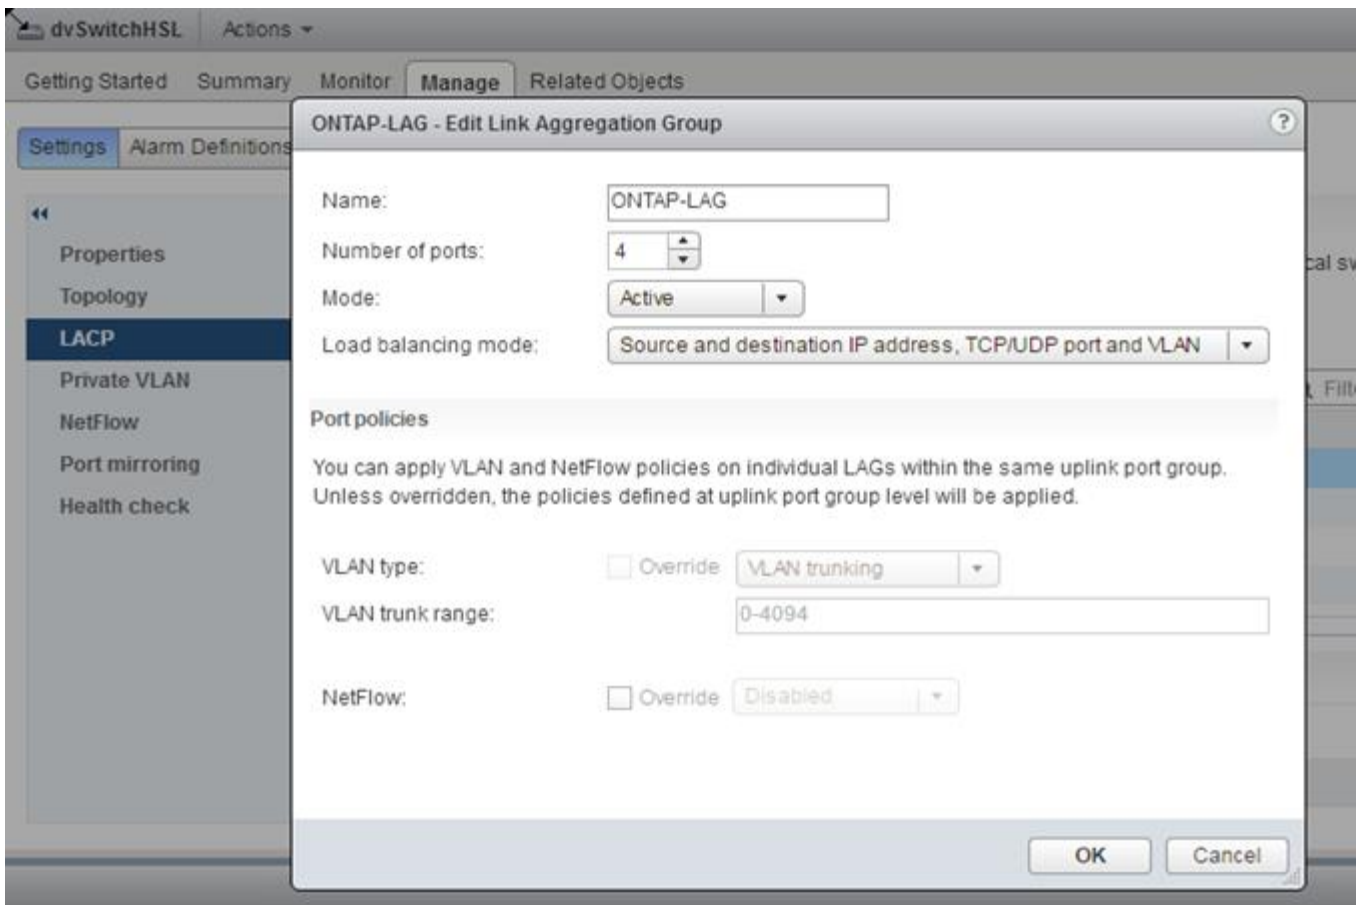 dvSwitchHSL Actions
Getting Started Summary Monitor Manage Related Objects
ONTAP-LAG - Edit Link Aggregation Group ?
Settings Alarm Definitions
Name: ONTAP-LAG
Number of ports: 4
Properties
Mode: Active
Topology
LACP
Load balancing mode: Source and destination IP address, TCP/UDP port and VLAN
Private VLAN
NetFlow
Port policies
Port mirroring
You can apply VLAN and NetFlow policies on individual LAGs within the same uplink port group.
Unless overridden, the policies defined at uplink port group level will be applied.
Health check
VLAN type: Override VLAN trunking
VLAN trunk range: 0-4094
NetFlow: Override Disabled
OK Cancel